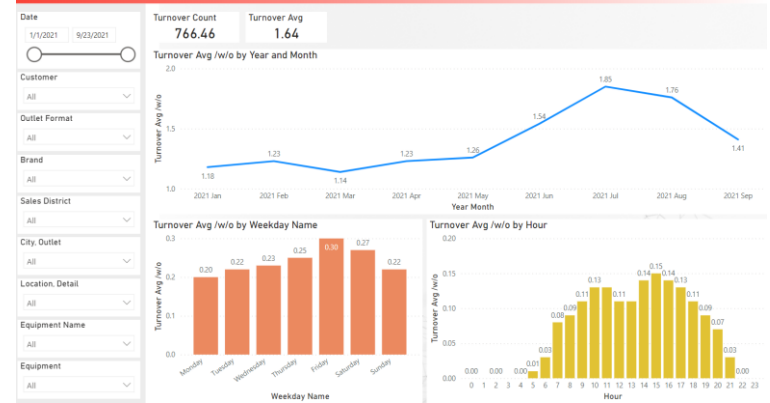 Date
1/1/2021 9/23/2021
Customer
All
Outlet Format
All
Brand
All
Sales District
All
City, Outlet
All
Location, Detail
All
Equipment Name
All
Equipment
All
Turnover Count
766.46
Turnover Avg
1.64
Turnover Avg /w/o by Year and Month
Turnover Avg /w/o
2.0
1.5
1.0
1.18 1.23 1.14 1.23 1.26 1.54 1.85 1.76 1.41
2021 Jan 2021 Feb 2021 Mar 2021 Apr 2021 May 2021 Jun 2021 Jul 2021 Aug 2021 Sep
Year Month
Turnover Avg /w/o by Weekday Name
Turnover Avg /w/o
0.3
0.2
0.1
0.0
0.20 0.22 0.23 0.25 0.30 0.27 0.22
Monday Tuesday Wednesday Thursday Friday Saturday Sunday
Weekday Name
Turnover Avg /w/o by Hour
Turnover Avg /w/o
0.20
0.15
0.10
0.05
0.00
0.00 0.00 0.00 0.01 0.03 0.08 0.09 0.11 0.13 0.11 0.14 0.15 0.14 0.13 0.11 0.09 0.07 0.03 0.00
0 1 2 3 4 5 6 7 8 9 10 11 12 13 14 15 16 17 18 19 20 21 22 23
Hour